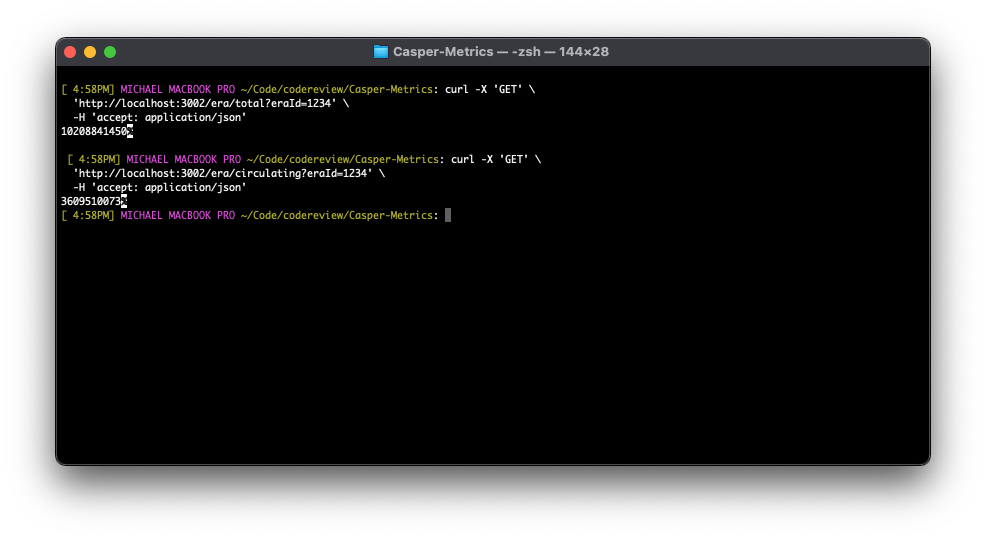 Casper-Metrics — -zsh — 144×28
[ 4:58PM] MICHAEL MACBOOK PRO ~/Code/codereview/Casper-Metrics: curl -X 'GET' \
'http://localhost:3002/era/total?eraId=1234' \
-H 'accept: application/json'
10208841450%
[ 4:58PM] MICHAEL MACBOOK PRO ~/Code/codereview/Casper-Metrics: curl -X 'GET' \
'http://localhost:3002/era/circulating?eraId=1234' \
-H 'accept: application/json'
3609510073%
[ 4:58PM] MICHAEL MACBOOK PRO ~/Code/codereview/Casper-Metrics: